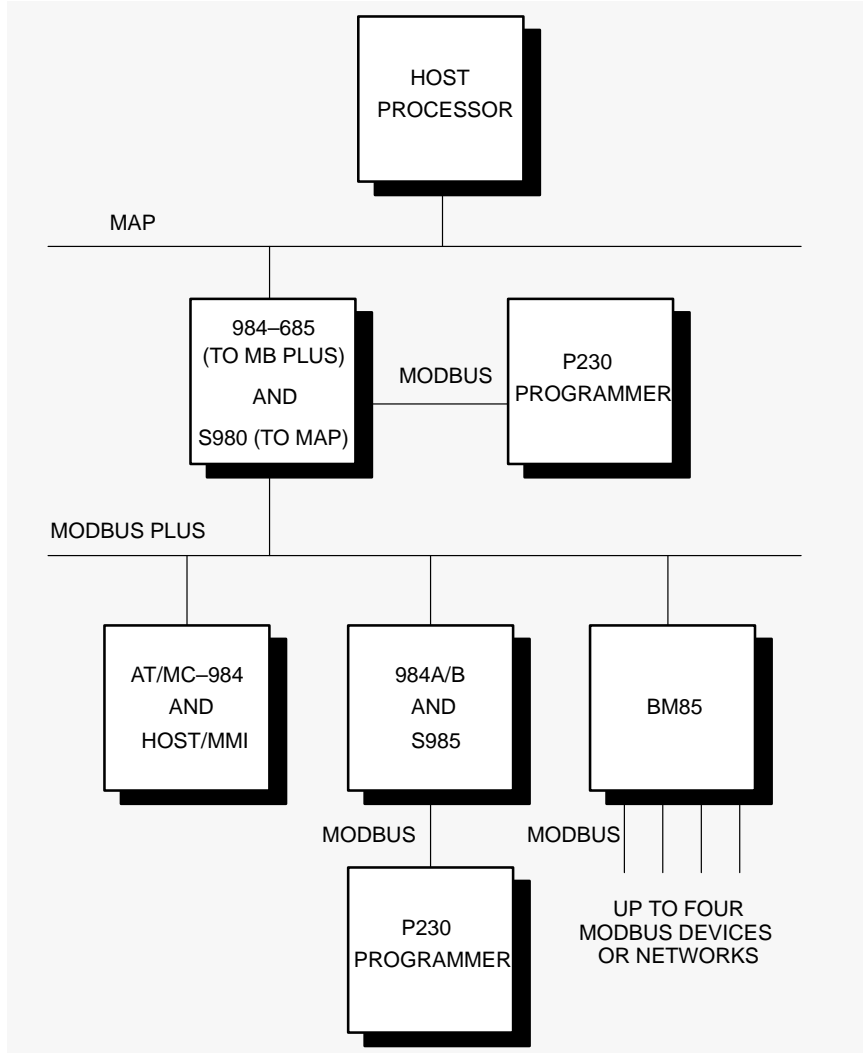 HOST
PROCESSOR
MAP
984–685
(TO MB PLUS)
AND
S980 (TO MAP)
MODBUS
P230
PROGRAMMER
MODBUS PLUS
AT/MC–984
AND
HOST/MMI
984A/B
AND
S985
BM85
MODBUS
MODBUS
P230
PROGRAMMER
UP TO FOUR
MODBUS DEVICES
OR NETWORKS